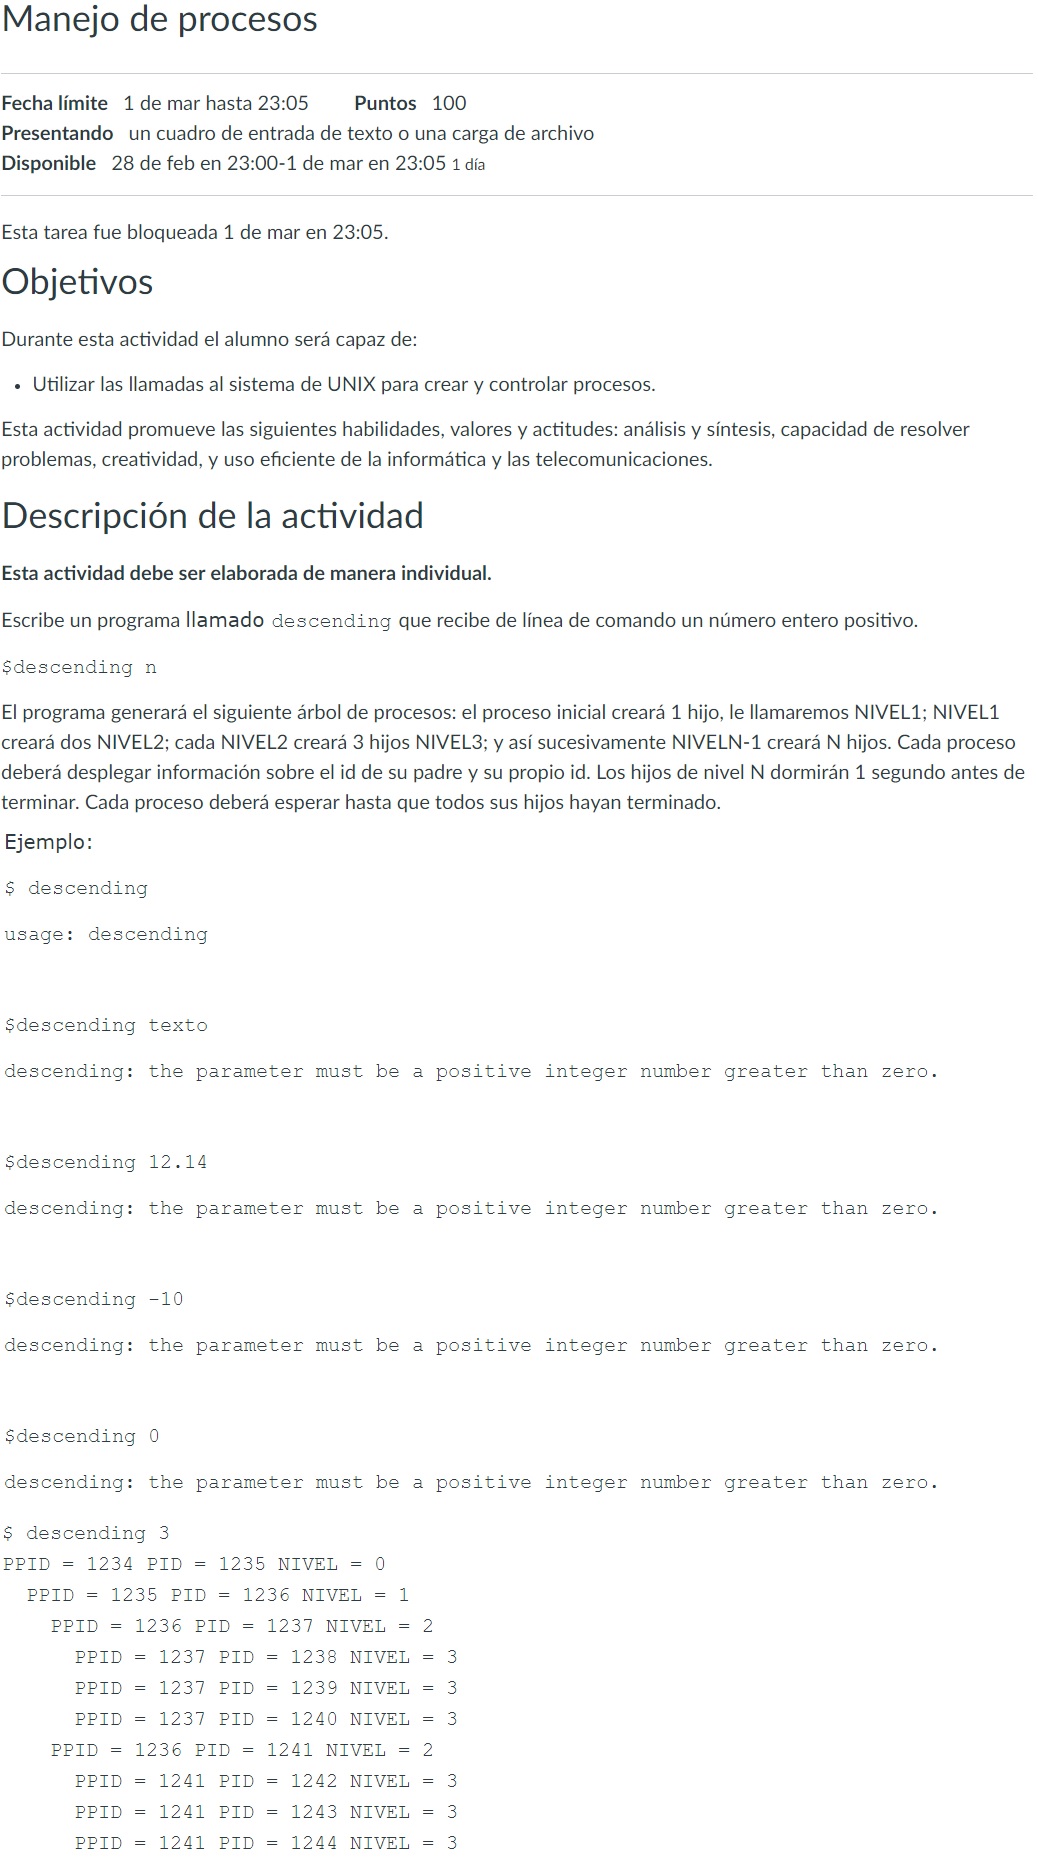 Manejo de procesos
Fecha límite 1 de mar hasta 23:05 Puntos 100
Presentando un cuadro de entrada de texto o una carga de archivo
Disponible 28 de feb en 23:00-1 de mar en 23:05 1 día
Esta tarea fue bloqueada 1 de mar en 23:05.
Objetivos
Durante esta actividad el alumno será capaz de:
• Utilizar las llamadas al sistema de UNIX para crear y controlar procesos.
Esta actividad promueve las siguientes habilidades, valores y actitudes: análisis y síntesis, capacidad de resolver
problemas, creatividad, y uso eficiente de la informática y las telecomunicaciones.
Descripción de la actividad
Esta actividad debe ser elaborada de manera individual.
Escribe un programa llamado descending que recibe de línea de comando un número entero positivo.
$descending n
El programa generará el siguiente árbol de procesos: el proceso inicial creará 1 hijo, le llamaremos NIVEL1; NIVEL1
creará dos NIVEL2; cada NIVEL2 creará 3 hijos NIVEL3; y así sucesivamente NIVELN-1 creará N hijos. Cada proceso
deberá desplegar información sobre el id de su padre y su propio id. Los hijos de nivel N dormirán 1 segundo antes de
terminar. Cada proceso deberá esperar hasta que todos sus hijos hayan terminado.
Ejemplo:
$ descending
usage: descending
$descending texto
descending: the parameter must be a positive integer number greater than zero.
$descending 12.14
descending: the parameter must be a positive integer number greater than zero.
$descending -10
descending: the parameter must be a positive integer number greater than zero.
$descending 0
descending: the parameter must be a positive integer number greater than zero.
$ descending 3
PPID = 1234 PID = 1235 NIVEL = 0
PPID = 1235 PID = 1236 NIVEL = 1
PPID = 1236 PID = 1237 NIVEL = 2
PPID = 1237 PID = 1238 NIVEL = 3
PPID = 1237 PID = 1239 NIVEL = 3
PPID = 1237 PID = 1240 NIVEL = 3
PPID = 1236 PID = 1241 NIVEL = 2
PPID = 1241 PID = 1242 NIVEL = 3
PPID = 1241 PID = 1243 NIVEL = 3
PPID = 1241 PID = 1244 NIVEL = 3